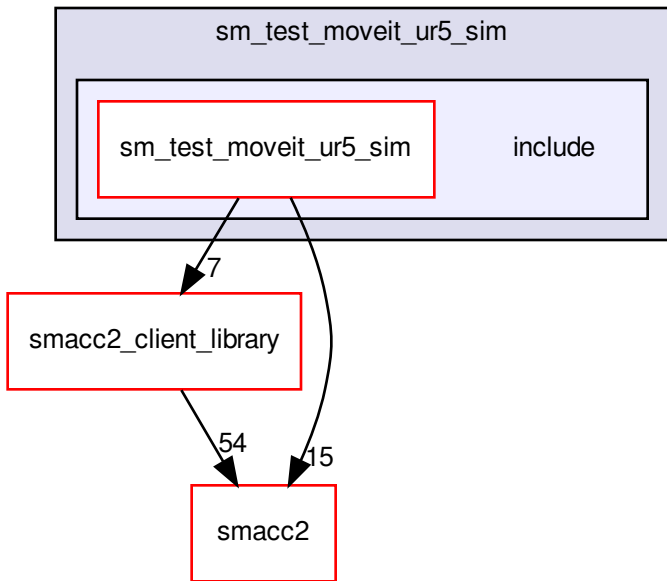 sm_test_moveit_ur5_sim
sm_test_moveit_ur5_sim
include
7
smacc2_client_library
54
15
smacc2